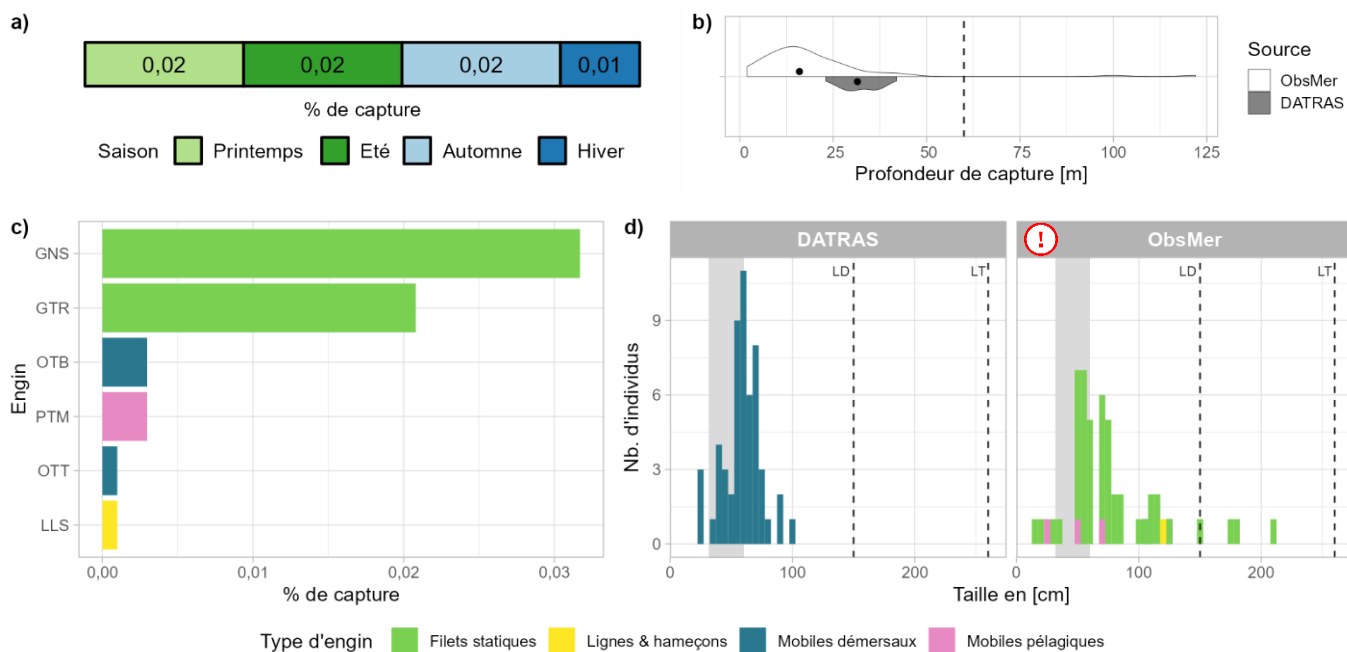 a)
0,02 0,02 0,02 0,01
% de capture
Saison Printemps Eté Automne Hiver
b)
0 25 50 75 100 125
Profondeur de capture [m]
Source
ObsMer
DATRAS
c)
Engin
GNS
GTR
OTB
PTM
OTT
LLS
0,00 0,01 0,02 0,03
% de capture
d)
DATRAS
! ObsMer
LD LT LD LT
Nb. d'individus
9
6
3
0
0 100 200 0 100 200
Taille en [cm]
Type d'engin Filets statiques Lignes & hameçons Mobiles démersaux Mobiles pélagiques